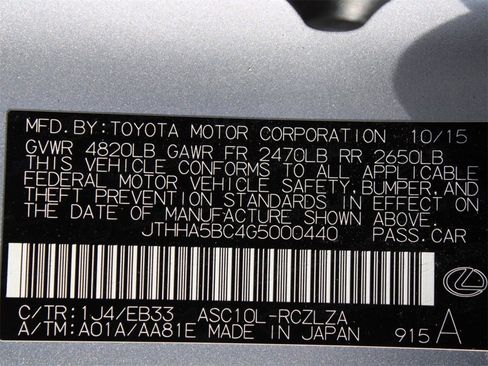 MFD. BY: TOYOTA MOTOR CORPORATION 10/15
GVWR 4820LB GAWR FR 2470LB RR 2650LB
THIS VEHICLE CONFORMS TO ALL APPLICABLE
FEDERAL MOTOR VEHICLE SAFETY, BUMPER, AND
THEFT PREVENTION STANDARDS IN EFFECT ON
THE DATE OF MANUFACTURE SHOWN ABOVE.
JTHHA5BC4G5000440 PASS. CAR
C/TR: 1J4/EB33 ASC10L-RCZLZA
A/TM: A01A/AA81E MADE IN JAPAN 915 A